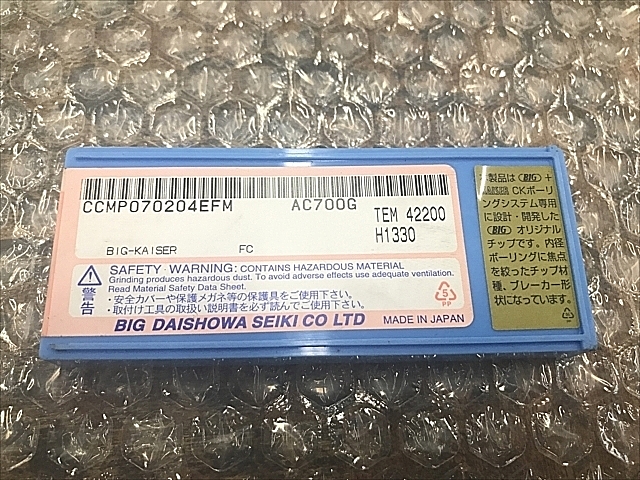 CCMP070204EFM
AC700G
TEM 42200
H1330
BIG-KAISER
FC
警告
SAFETY WARNING: CONTAINS HAZARDOUS MATERIAL
Grinding produces hazardous dust. To avoid adverse effects use adequate ventilation.
Read Material Safety Data Sheet.
・安全カバーや保護メガネ等の保護具をご使用下さい。
・取付け工具の取扱い説明書を必ず読んでご使用下さい。
BIG DAISHOWA SEIKI CO LTD
MADE IN JAPAN
5
PP
製品は BIG +
CKボーリ
ングシステム専用
に設計・開発した
BIG オリジナル
チップです。内径
ボーリングに焦点
を絞ったチップ材
種、ブレーカー形
状になっています。